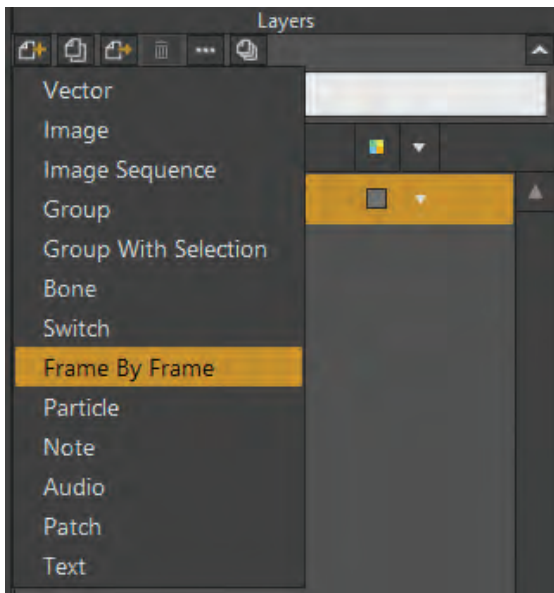 Layers
Vector
Image
Image Sequence
Group
Group With Selection
Bone
Switch
Frame By Frame
Particle
Note
Audio
Patch
Text